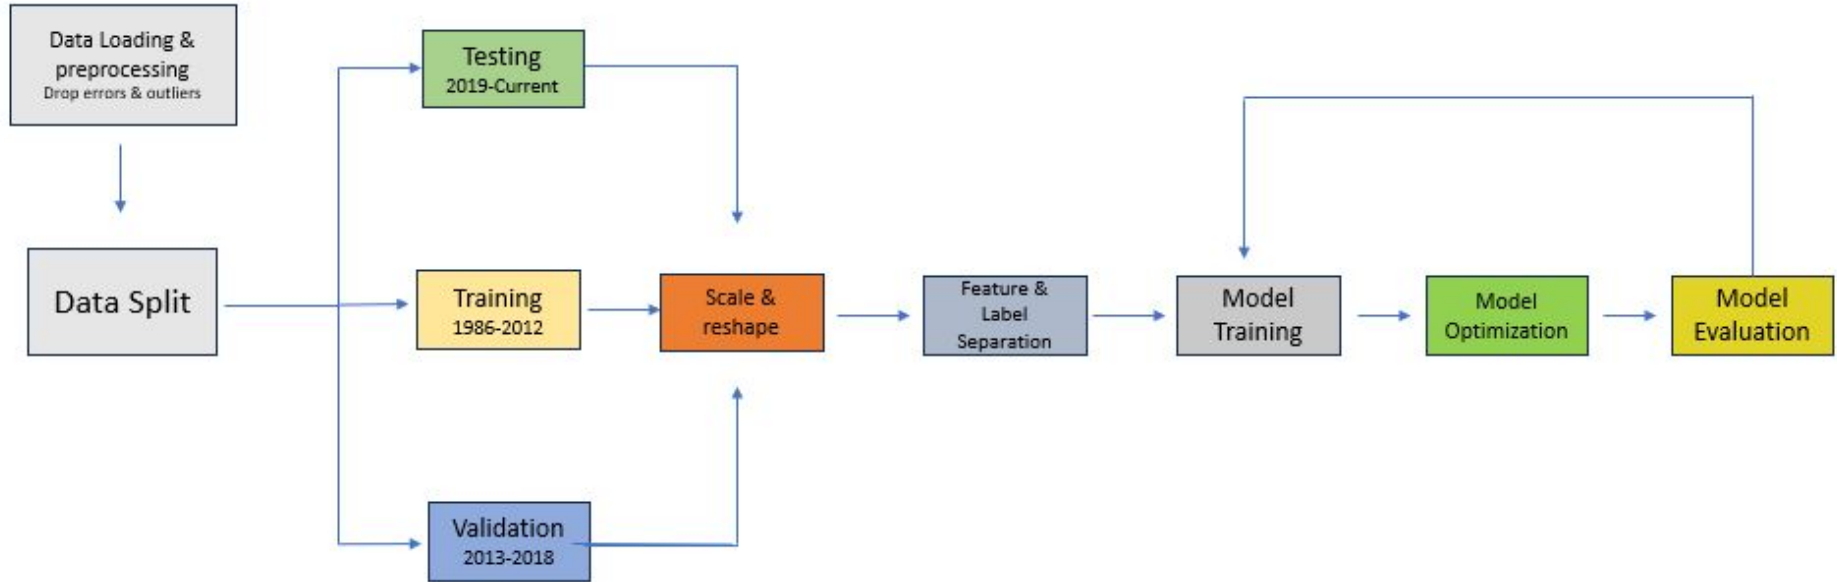 Data Loading &
preprocessing
Drop errors & outliers
Data Split
Testing
2019-Current
Training
1986-2012
Validation
2013-2018
Scale &
reshape
Feature &
Label
Separation
Model
Training
Model
Optimization
Model
Evaluation